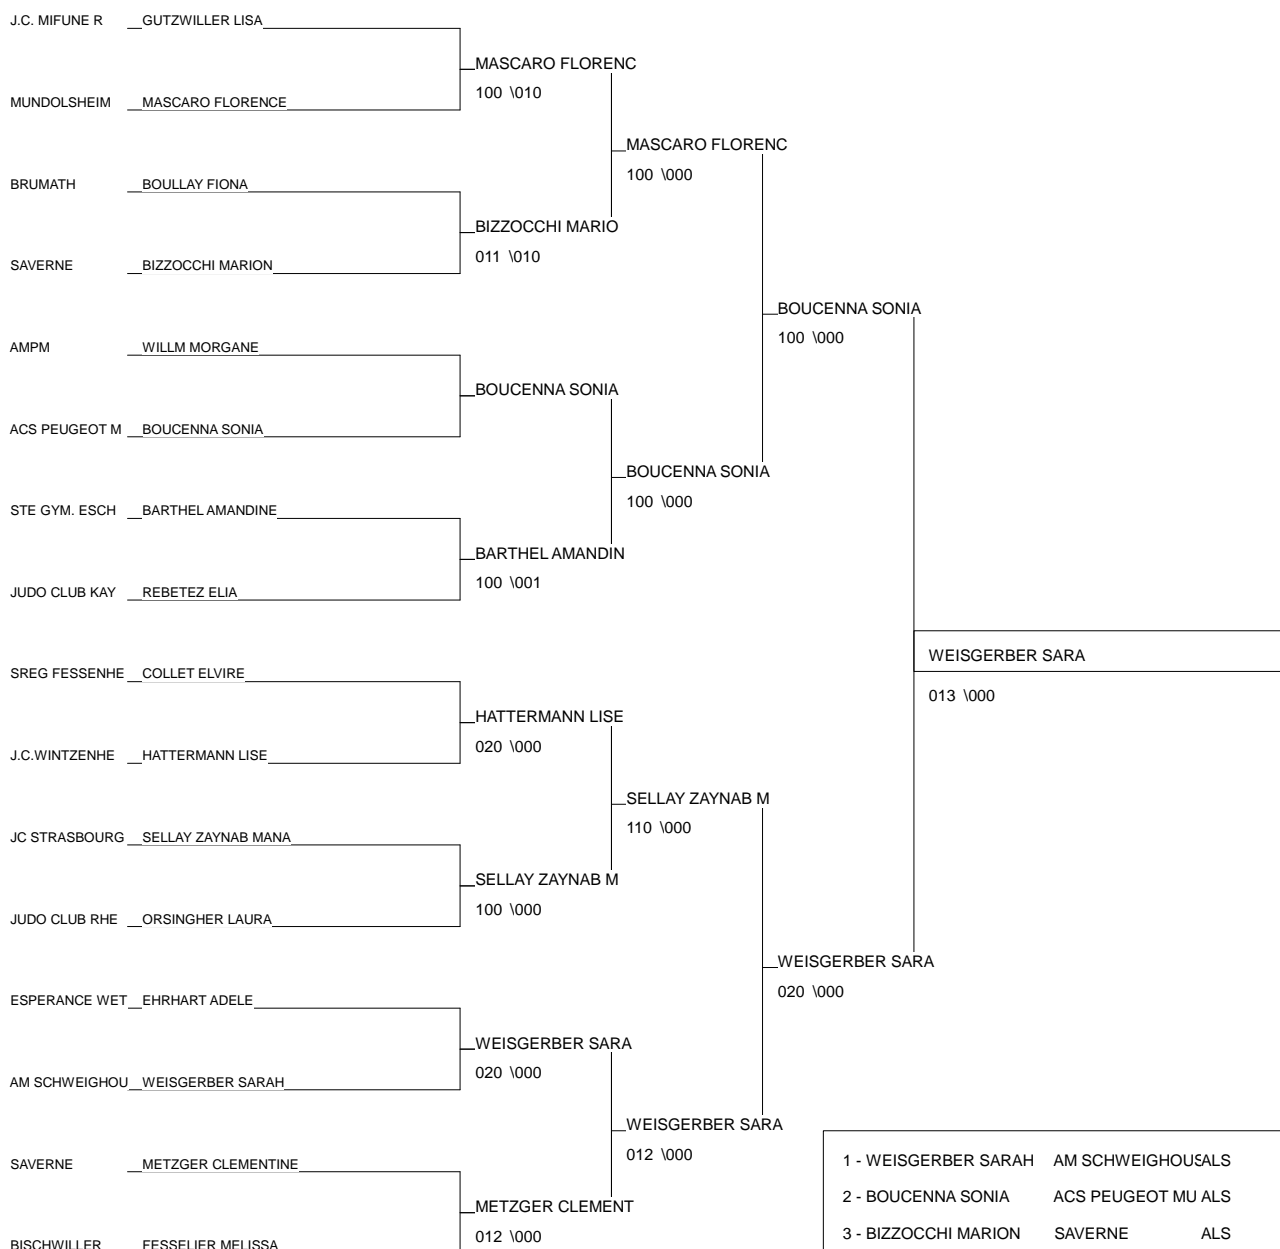 J.C. MIFUNE R GUTZWILLER LISA
MASCARO FLORENC
100 \010
MUNDOLSHEIM MASCARO FLORENCE
MASCARO FLORENC
100 \000
BRUMATH BOULLAY FIONA
BIZZOCCHI MARIO
011 \010
SAVERNE BIZZOCCHI MARION
BOUCENNA SONIA
100 \000
AMPM WILLM MORGANE
BOUCENNA SONIA
ACS PEUGEOT M BOUCENNA SONIA
BOUCENNA SONIA
100 \000
STE GYM. ESCH BARTHEL AMANDINE
BARTHEL AMANDIN
100 \001
JUDO CLUB KAY REBETEZ ELIA
WEISGERBER SARA
013 \000
SREG FESSENHE COLLET ELVIRE
HATTERMANN LISE
020 \000
J.C.WINTZENHE HATTERMANN LISE
SELLAY ZAYNAB M
110 \000
JC STRASBOURG SELLAY ZAYNAB MANA
SELLAY ZAYNAB M
100 \000
JUDO CLUB RHE ORSINGHER LAURA
WEISGERBER SARA
020 \000
ESPERANCE WET EHRHART ADELE
WEISGERBER SARA
020 \000
AM SCHWEIGHOU WEISGERBER SARAH
WEISGERBER SARA
012 \000
SAVERNE METZGER CLEMENTINE
METZGER CLEMENT
012 \000
BISCHWILLER FESSELIER MELISSA
1 - WEISGERBER SARAH AM SCHWEIGHOUS ALS
2 - BOUCENNA SONIA ACS PEUGEOT MU ALS
3 - BIZZOCCHI MARION SAVERNE ALS